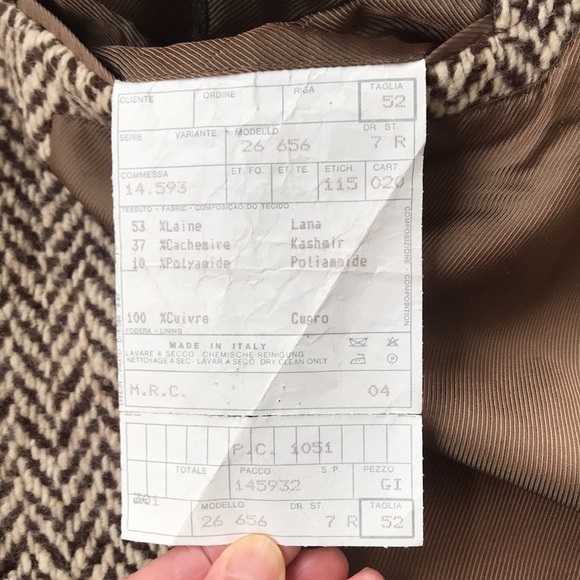 CLIENTE ORDINE RIGA TAGLIA
52
SERIE VARIANTE MODELLO DR. ST.
26 656 7 R
COMMESSA ET. FO. ET. TE. ETICH. CART.
14.593 115 020
TESSUTO - FABRIC - COMPOSIÇAO DO TECIDO
53 %Laine Lana
37 %Cachemire Kashmir
10 %Polyamide Poliammide
100 %Cuivre Cupro
FODERA - LINING
COMPOSIZIONE - COMPOSITION
MADE IN ITALY
LAVARE A SECCO CHEMISCHE REINIGUNG
NETTOYAGE A SEC - LAVAR A SECO DRY CLEAN ONLY
M.R.C. 04
P.C. 1051
TOTALE PACCO S.P. PEZZO
145932 GI
MODELLO DR. ST. TAGLIA
26 656 7 R 52